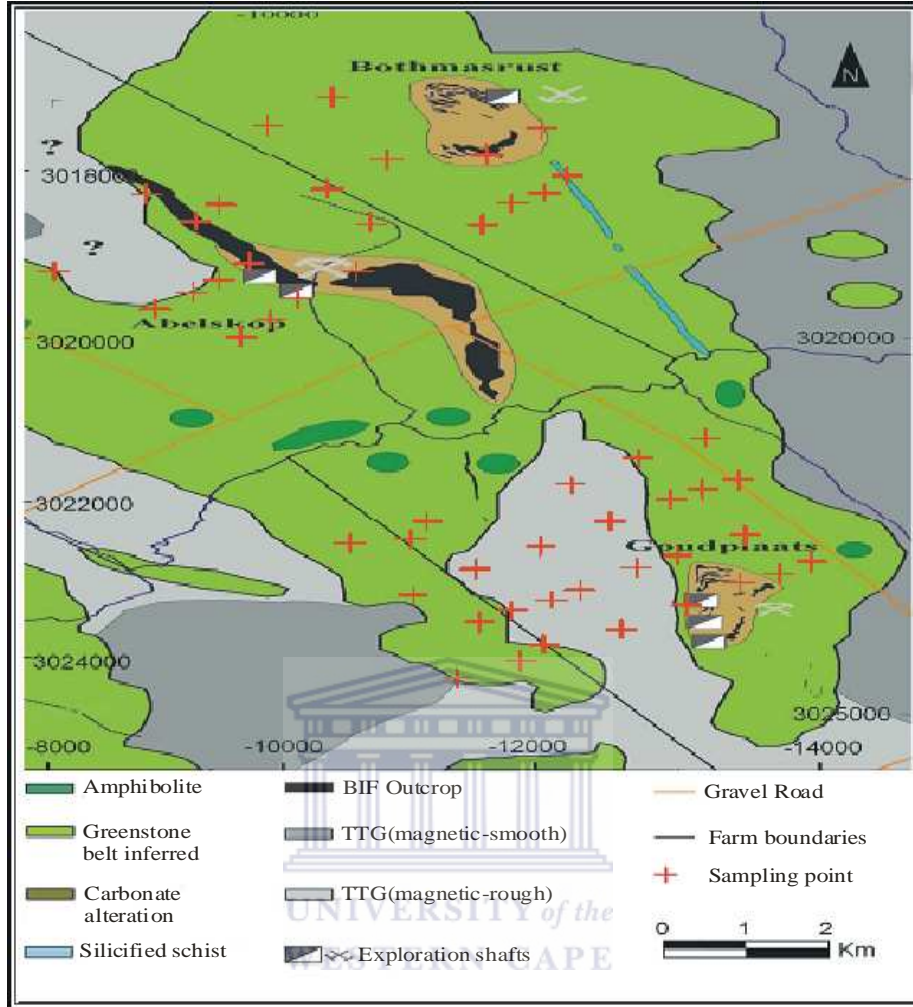 -10000
Bothmasrust
N
?
3018000
?
Abelskop
3020000
3020000
3022000
Goudplaats
3024000
3025000
-8000
-10000
-12000
-14000
Amphibolite
BIF Outcrop
Gravel Road
Greenstone
belt inferred
TTG(magnetic-smooth)
Farm boundaries
Carbonate
alteration
TTG(magnetic-rough)
Sampling point
UNIVERSITY of the
WESTERN CAPE
Silicified schist
Exploration shafts
0 1 2
Km